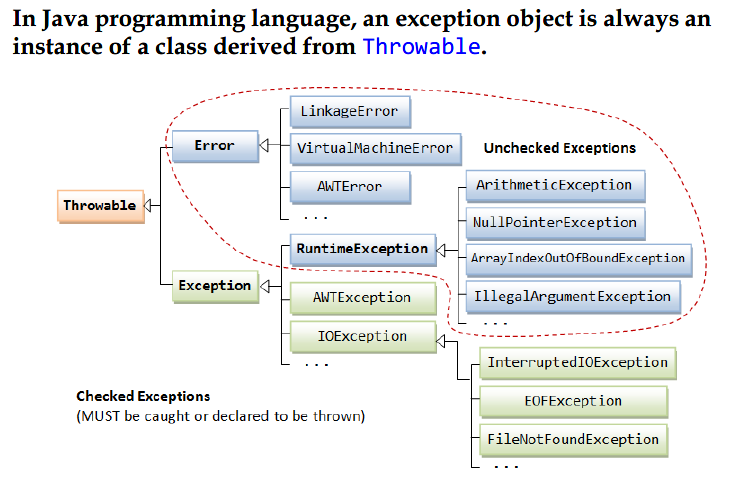 In Java programming language, an exception object is always an
instance of a class derived from Throwable.
LinkageError
Error
VirtualMachineError
Unchecked Exceptions
AWTError
ArithmeticException
Throwable
...
NullPointerException
RuntimeException
ArrayIndexOutOfBoundException
Exception
AWTException
IllegalArgumentException
...
IOException
...
InterruptedIOException
Checked Exceptions
(MUST be caught or declared to be thrown)
EOFException
FileNotFoundException
...